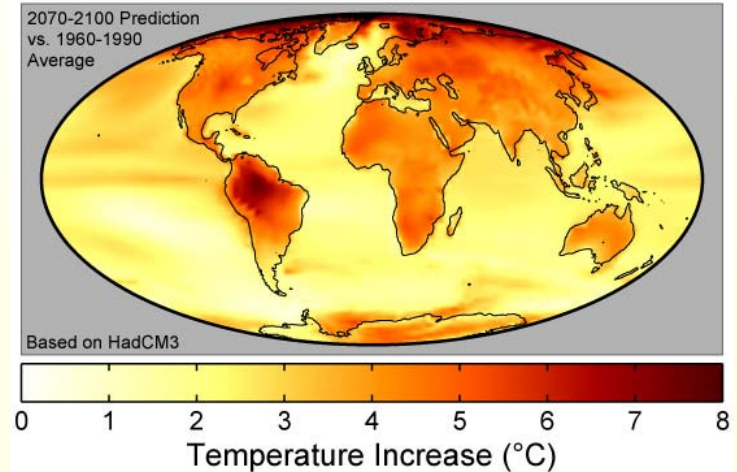 2070-2100 Prediction
vs. 1960-1990
Average
Based on HadCM3
0 1 2 3 4 5 6 7 8
Temperature Increase (°C)